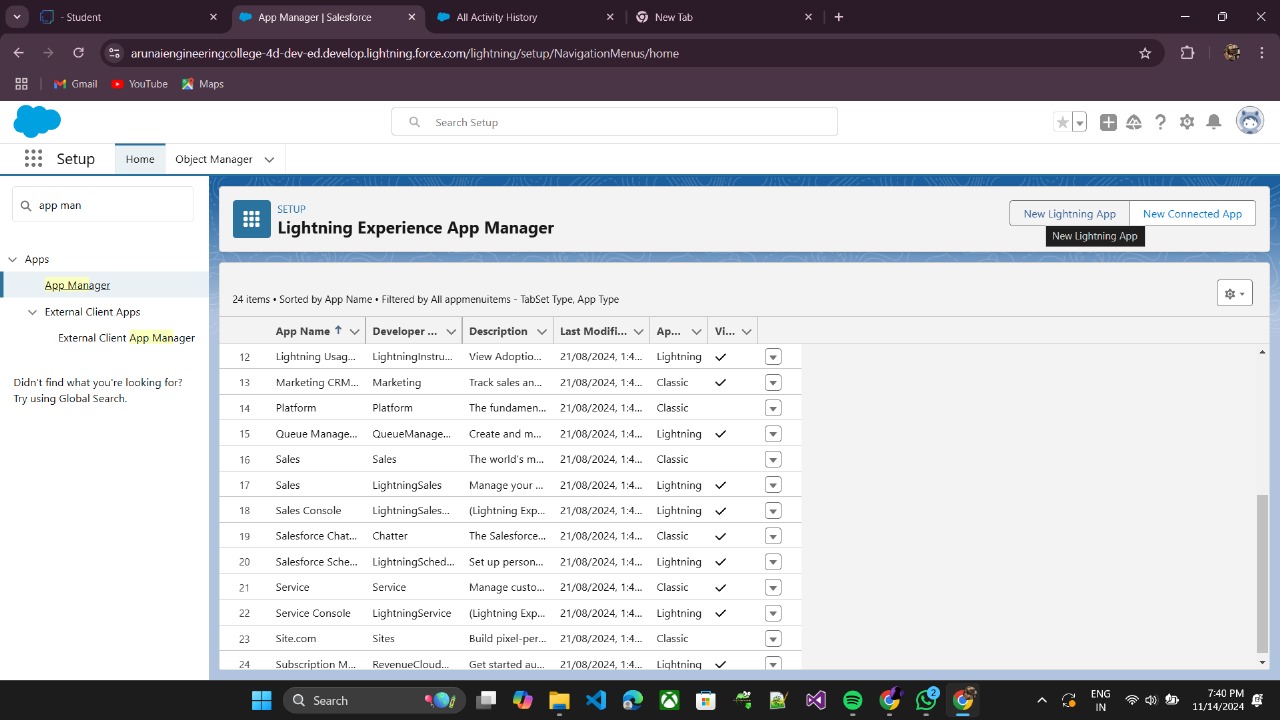 - Student
App Manager | Salesforce
All Activity History
New Tab
arunaiengineeringcollege-4d-dev-ed.develop.lightning.force.com/lightning/setup/NavigationMenus/home
Gmail
YouTube
Maps
Search Setup
Setup
Home
Object Manager
app man
Apps
App Manager
External Client Apps
External Client App Manager
Didn't find what you're looking for?
Try using Global Search.
SETUP
Lightning Experience App Manager
New Lightning App
New Connected App
New Lightning App
24 items • Sorted by App Name • Filtered by All appmenuitems - TabSet Type, App Type
App Name Developer ... Description Last Modifi... Ap... Vi...
12 Lightning Usag... LightningInstru... View Adoptio... 21/08/2024, 1:4... Lightning
13 Marketing CRM... Marketing Track sales an... 21/08/2024, 1:4... Classic
14 Platform Platform The fundamen... 21/08/2024, 1:4... Classic
15 Queue Manage... QueueManage... Create and m... 21/08/2024, 1:4... Lightning
16 Sales Sales The world's m... 21/08/2024, 1:4... Classic
17 Sales LightningSales Manage your ... 21/08/2024, 1:4... Lightning
18 Sales Console LightningSales... (Lightning Exp... 21/08/2024, 1:4... Lightning
19 Salesforce Chat... Chatter The Salesforce... 21/08/2024, 1:4... Classic
20 Salesforce Sche... LightningSched... Set up person... 21/08/2024, 1:4... Lightning
21 Service Service Manage custo... 21/08/2024, 1:4... Classic
22 Service Console LightningService (Lightning Exp... 21/08/2024, 1:4... Lightning
23 Site.com Sites Build pixel-per... 21/08/2024, 1:4... Classic
24 Subscription M... RevenueCloud... Get started au... 21/08/2024, 1:4... Lightning
Search
2
ENG
IN
7:40 PM
11/14/2024